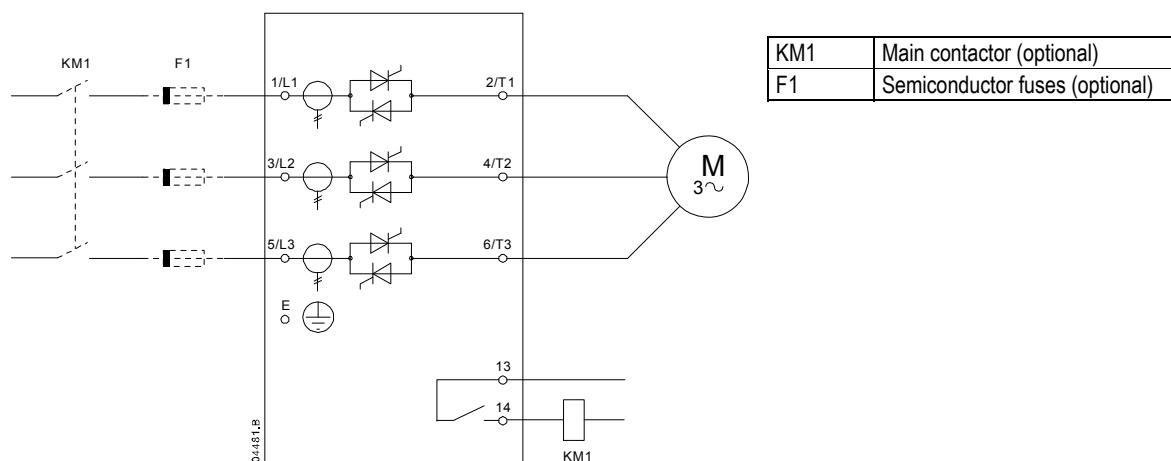 KM1 F1
1/L1 2/T1
3/L2 4/T2
M
3∿
5/L3 6/T3
E
13
14
KM1
04481.B
KM1 Main contactor (optional)
F1 Semiconductor fuses (optional)